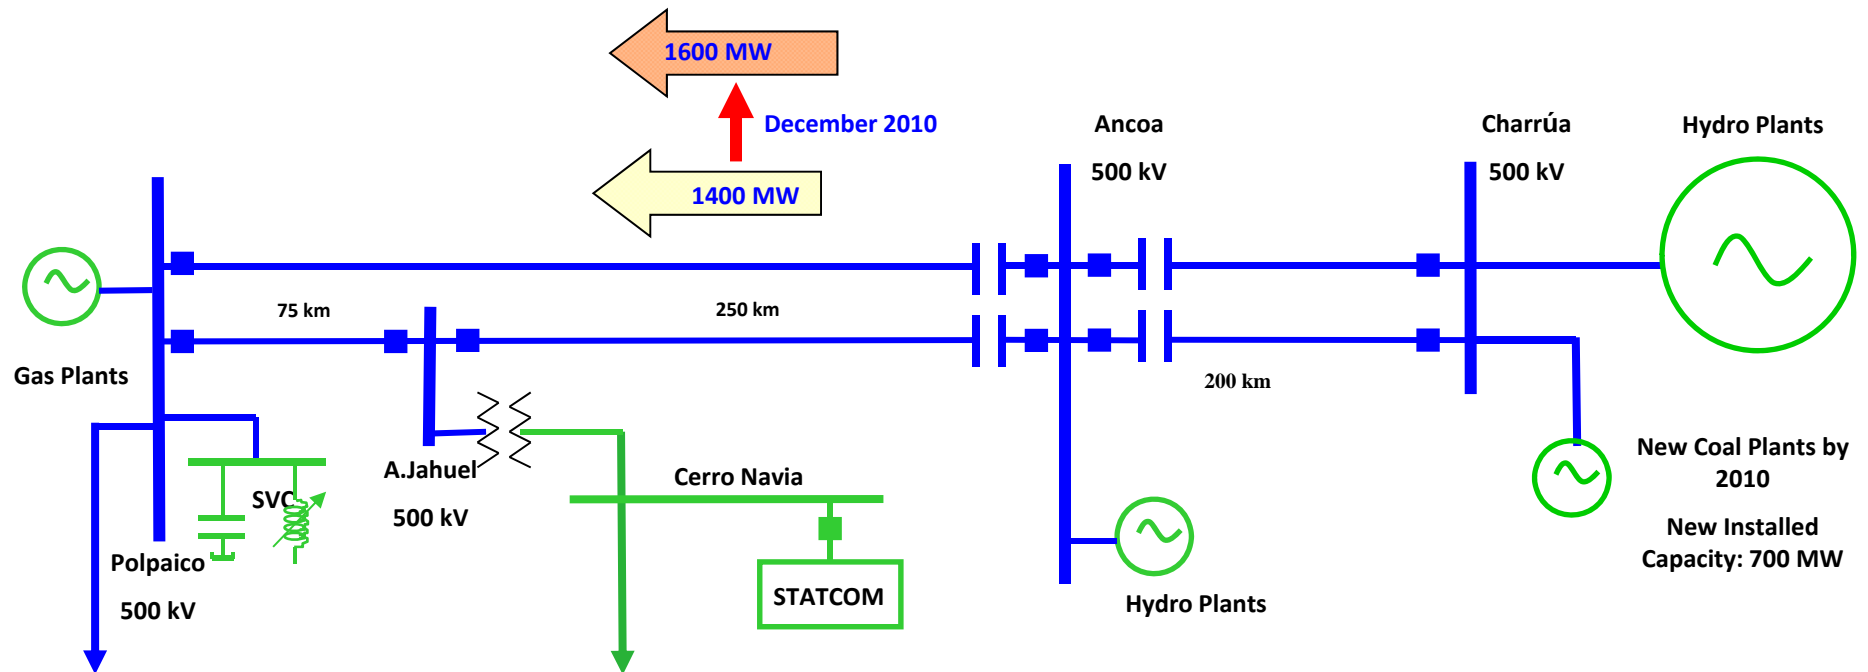 1600 MW
December 2010
1400 MW
Ancoa
500 kV
Charrúa
500 kV
Hydro Plants
75 km
250 km
200 km
Gas Plants
SVC
Polpaico
500 kV
A.Jahuel
500 kV
Cerro Navia
STATCOM
Hydro Plants
New Coal Plants by
2010
New Installed
Capacity: 700 MW